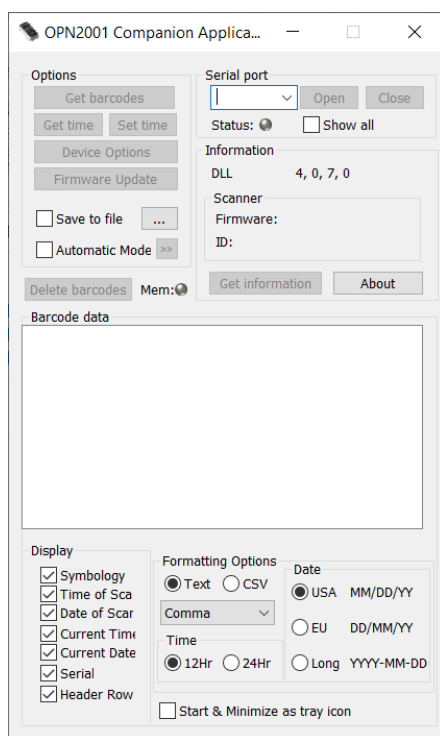 OPN2001 Companion Applica...
Options
Get barcodes
Get time Set time
Device Options
Firmware Update
Save to file ...
Automatic Mode >>
Delete barcodes Mem:
Serial port
Open Close
Status: Show all
Information
DLL 4, 0, 7, 0
Scanner
Firmware:
ID:
Get information About
Barcode data
Display
Symbology
Time of Sca
Date of Scar
Current Time
Current Date
Serial
Header Row
Formatting Options
Text CSV
Comma
Time
12Hr 24Hr
Date
USA MM/DD/YY
EU DD/MM/YY
Long YYYY-MM-DD
Start & Minimize as tray icon